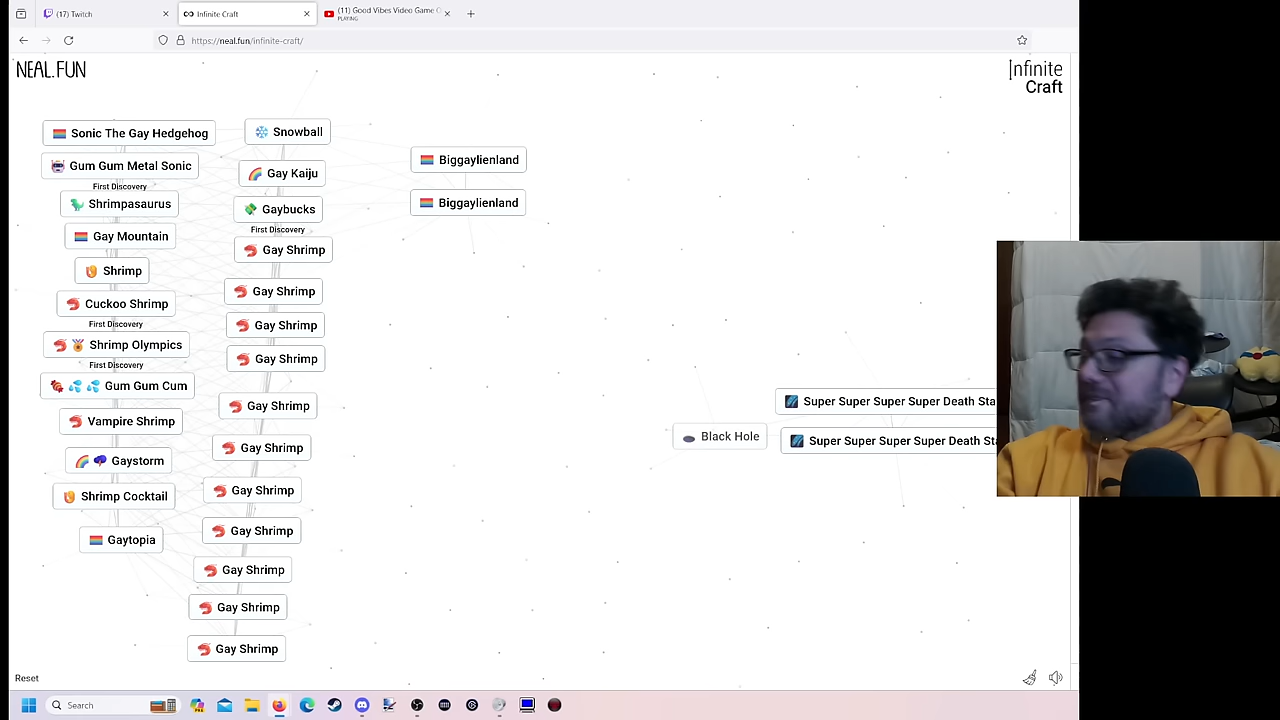 (17) Twitch
Infinite Craft
(11) Good Vibes Video Game
PLAYING
https://neal.fun/infinite-craft/
NEAL.FUN
Infinite
Craft
Sonic The Gay Hedgehog
Gum Gum Metal Sonic
First Discovery
Shrimpasaurus
Gay Mountain
Shrimp
Cuckoo Shrimp
First Discovery
Shrimp Olympics
First Discovery
Gum Gum Cum
Vampire Shrimp
Gaystorm
Shrimp Cocktail
Gaytopia
Snowball
Gay Kaiju
Gaybucks
First Discovery
Gay Shrimp
Gay Shrimp
Gay Shrimp
Gay Shrimp
Gay Shrimp
Gay Shrimp
Gay Shrimp
Gay Shrimp
Gay Shrimp
Gay Shrimp
Gay Shrimp
Biggaylienland
Biggaylienland
Super Super Super Super Death Sta
Black Hole
Super Super Super Super Death Sta
Reset
Search